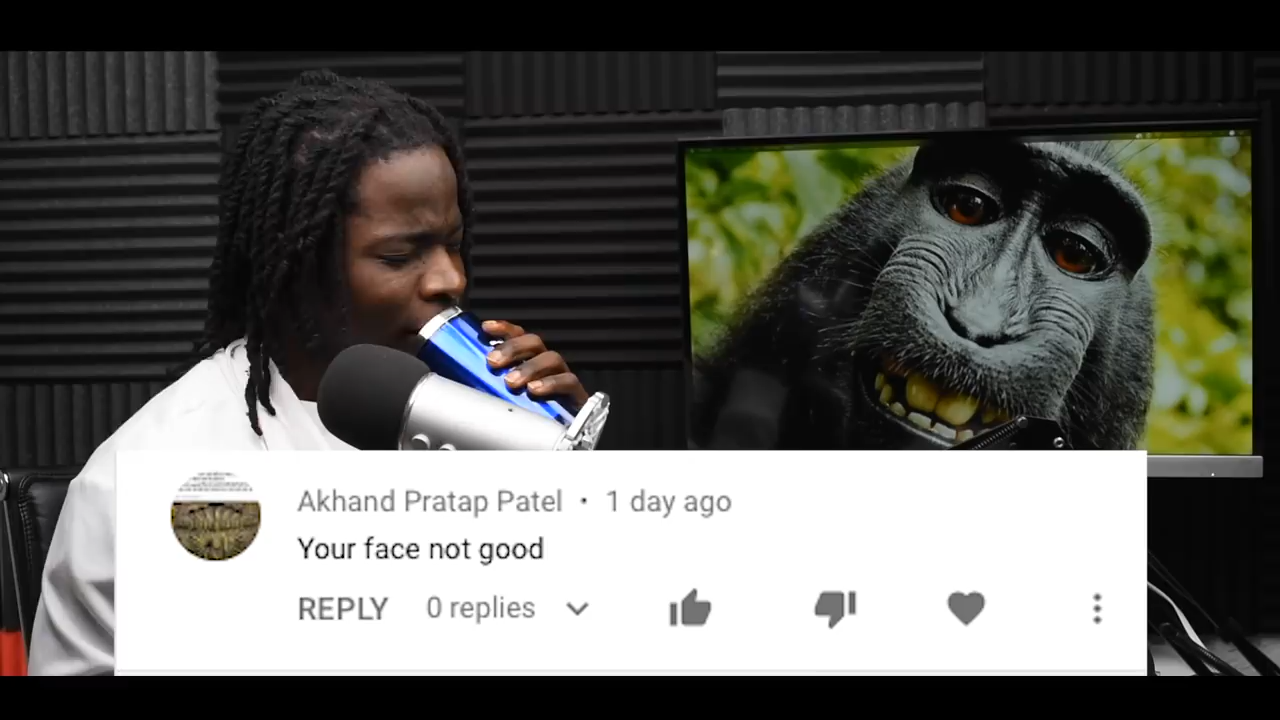 Akhand Pratap Patel • 1 day ago
Your face not good
REPLY 0 replies